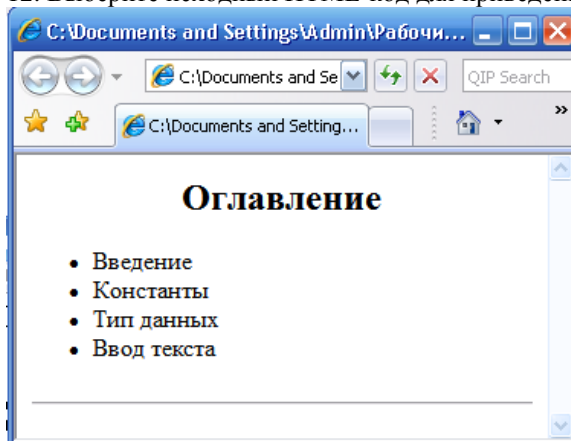 C:\Documents and Settings\Admin\Рабочи...
C:\Documents and Se
QIP Search
C:\Documents and Setting...
»
Оглавление
• Введение
• Константы
• Тип данных
• Ввод текста